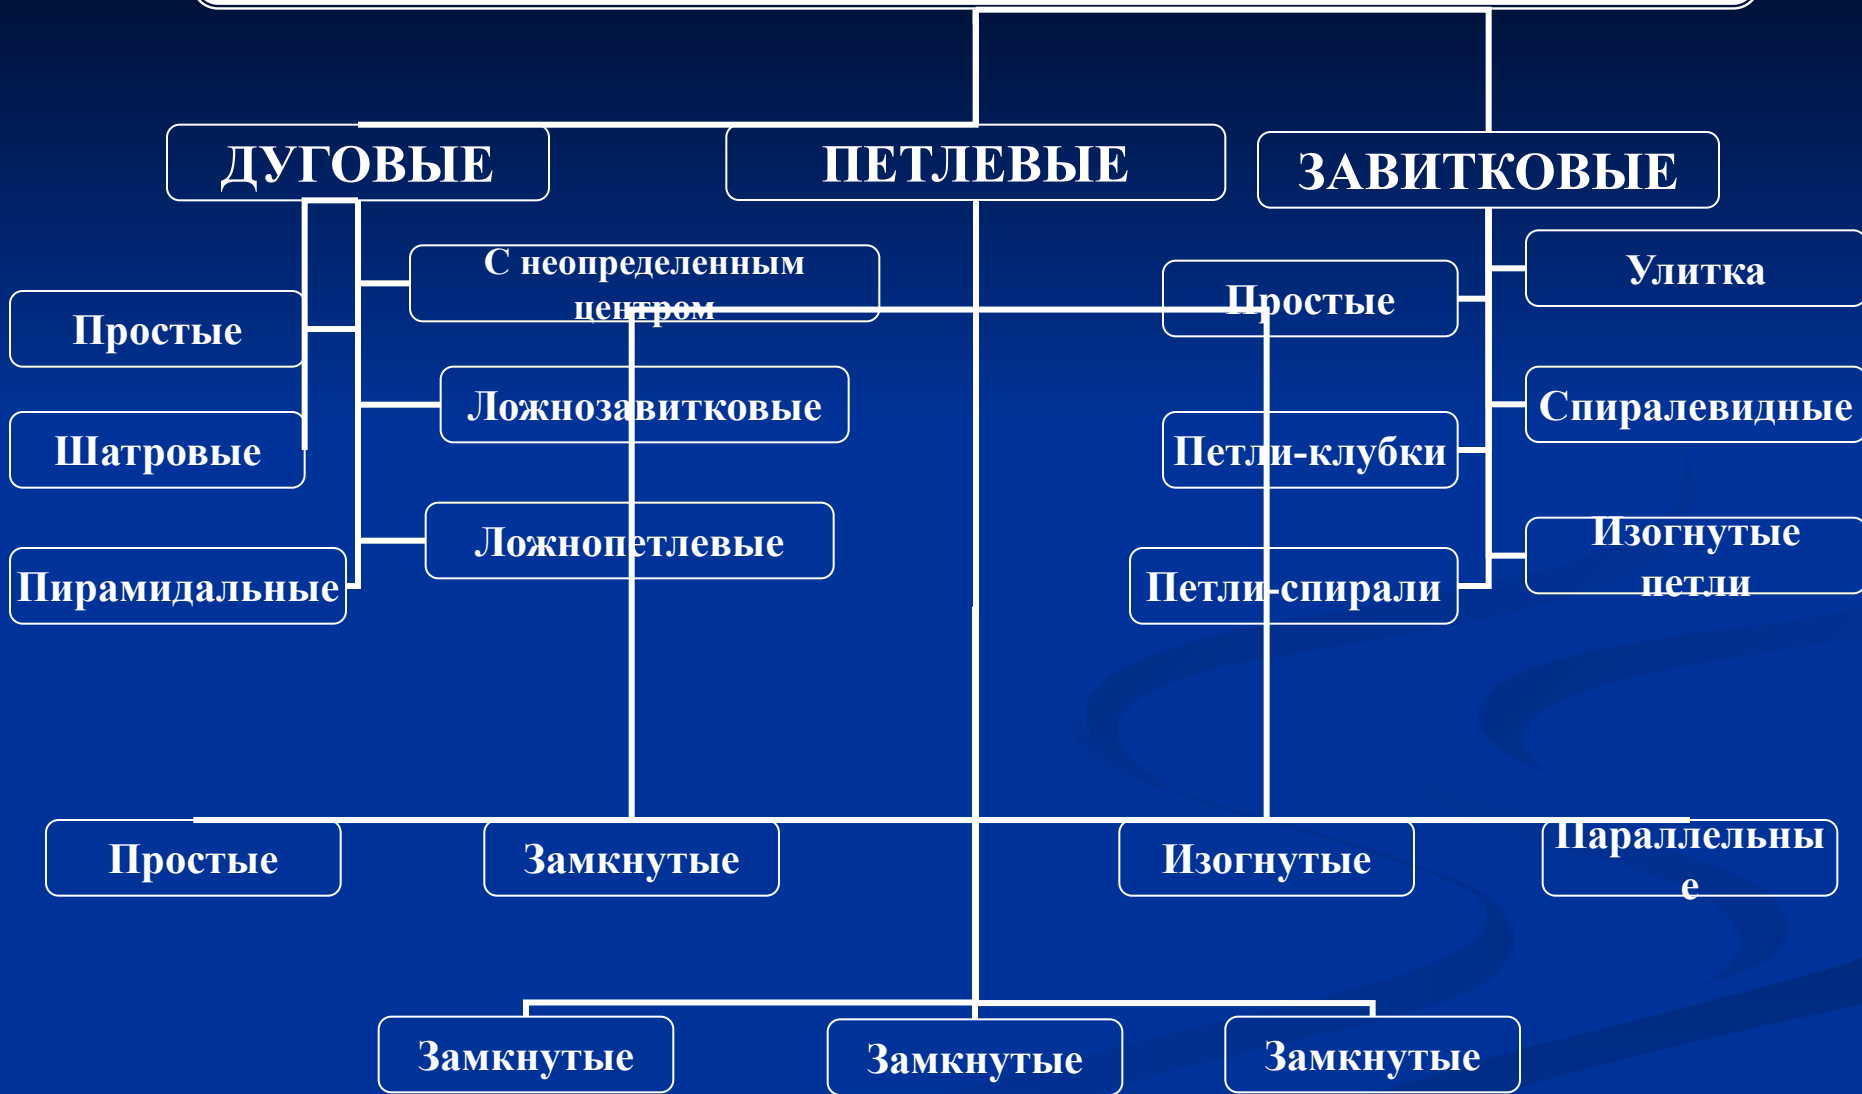 ДУГОВЫЕ
ПЕТЛЕВЫЕ
ЗАВИТКОВЫЕ
С неопределенным
центром
Простые
Ложнозавитковые
Шатровые
Ложнопетлевые
Пирамидальные
Простые
Улитка
Петли-клубки
Спиралевидные
Петли-спирали
Изогнутые
петли
Простые
Замкнутые
Изогнутые
Параллельны
е
Замкнутые
Замкнутые
Замкнутые